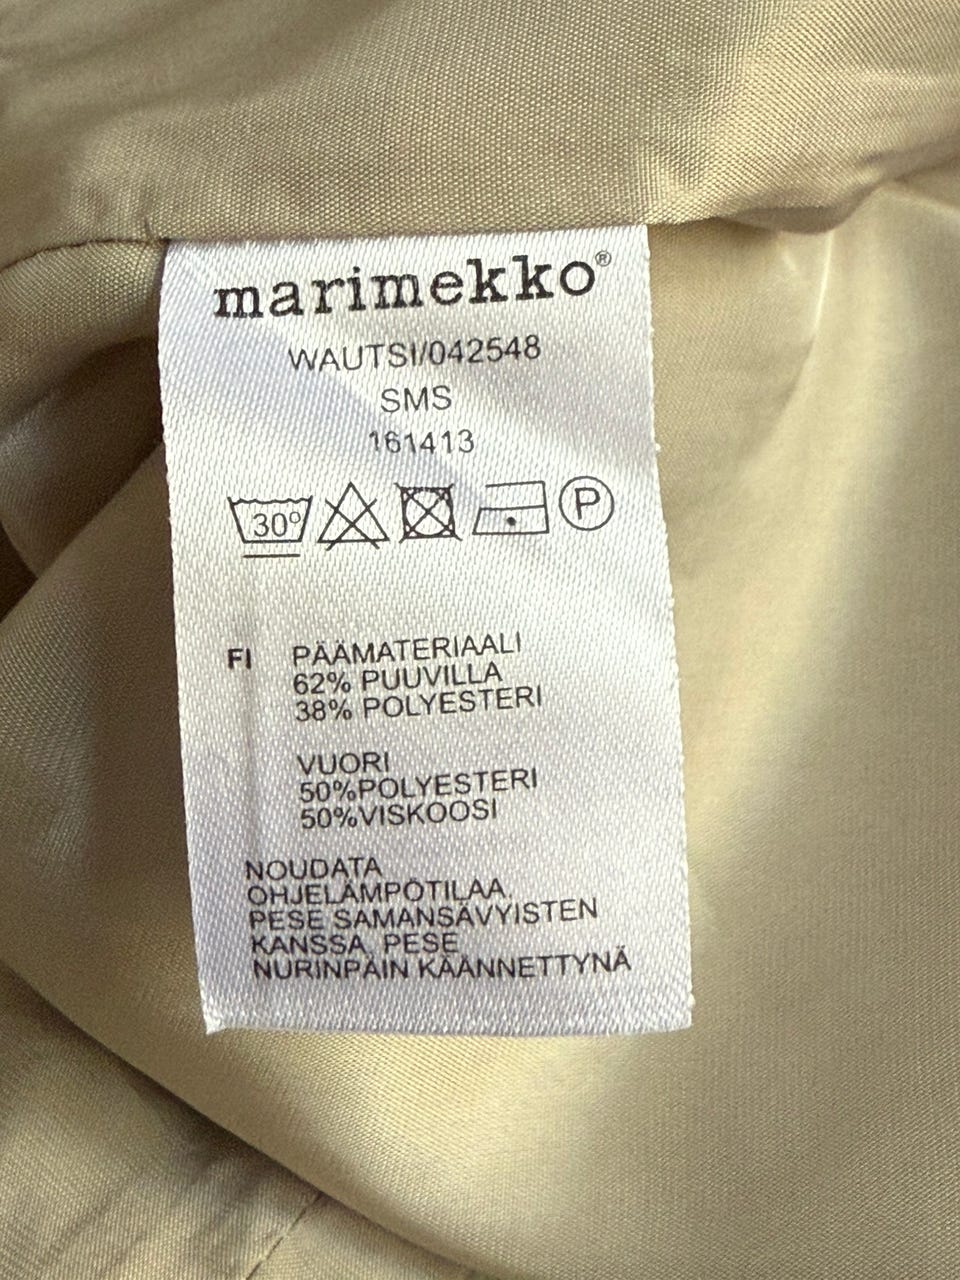 marimekko®
WAUTSI/042548
SMS
161413
30° P
FI PÄÄMATERIAALI
62% PUUVILLA
38% POLYESTERI
VUORI
50%POLYESTERI
50%VISKOOSI
NOUDATA
OHJELÄMPÖTILAA.
PESE SAMANSÄVYISTEN
KANSSA. PESE
NURINPÄIN KÄÄNNETTYNÄ